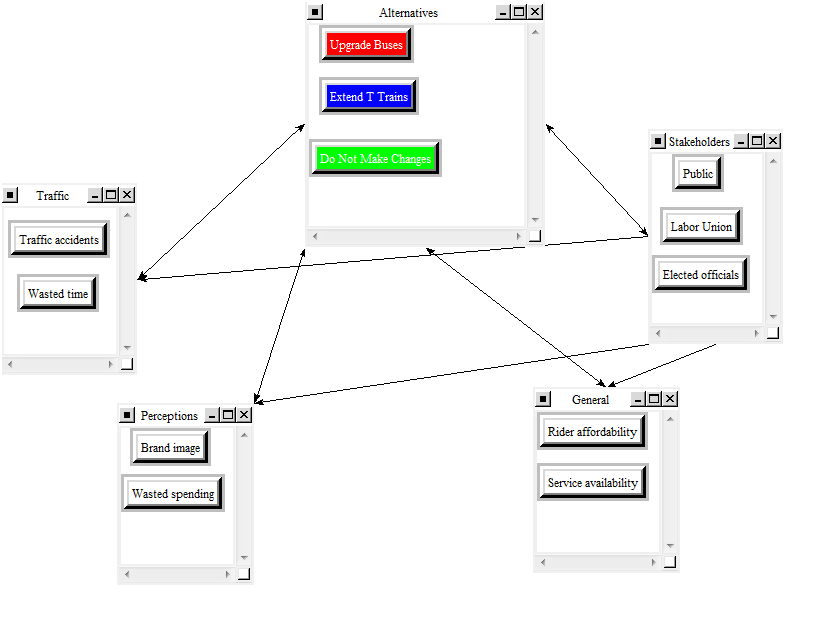 Alternatives
Upgrade Buses
Extend T Trains
Do Not Make Changes
Stakeholders
Public
Labor Union
Elected officials
Traffic
Traffic accidents
Wasted time
Perceptions
Brand image
Wasted spending
General
Rider affordability
Service availability